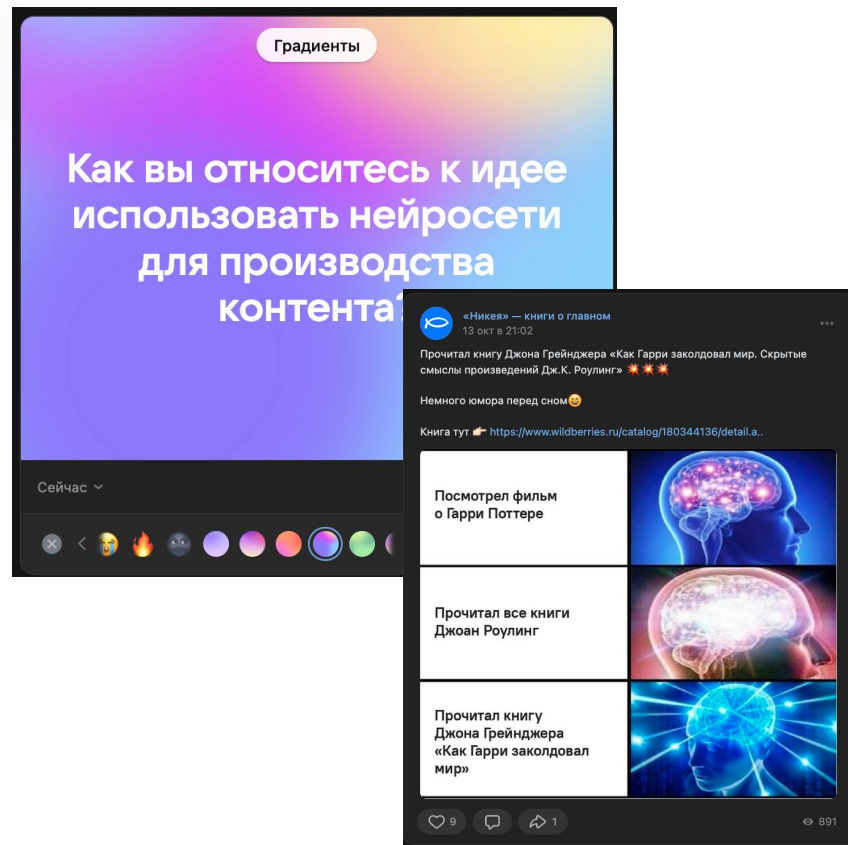 Градиенты
Как вы относитесь к идее
использовать нейросети
для производства
контента?
Сейчас
«Никея» — книги о главном
13 окт в 21:02
Прочитал книгу Джона Грейнджера «Как Гарри заколдовал мир. Скрытые
смыслы произведений Дж.К. Роулинг» 💥💥💥
Немного юмора перед сном😄
Книга тут 👉🏻 https://www.wildberries.ru/catalog/180344136/detail.a..
Посмотрел фильм
о Гарри Поттере
Прочитал все книги
Джоан Роулинг
Прочитал книгу
Джона Грейнджера
«Как Гарри заколдовал
мир»
9
1
891